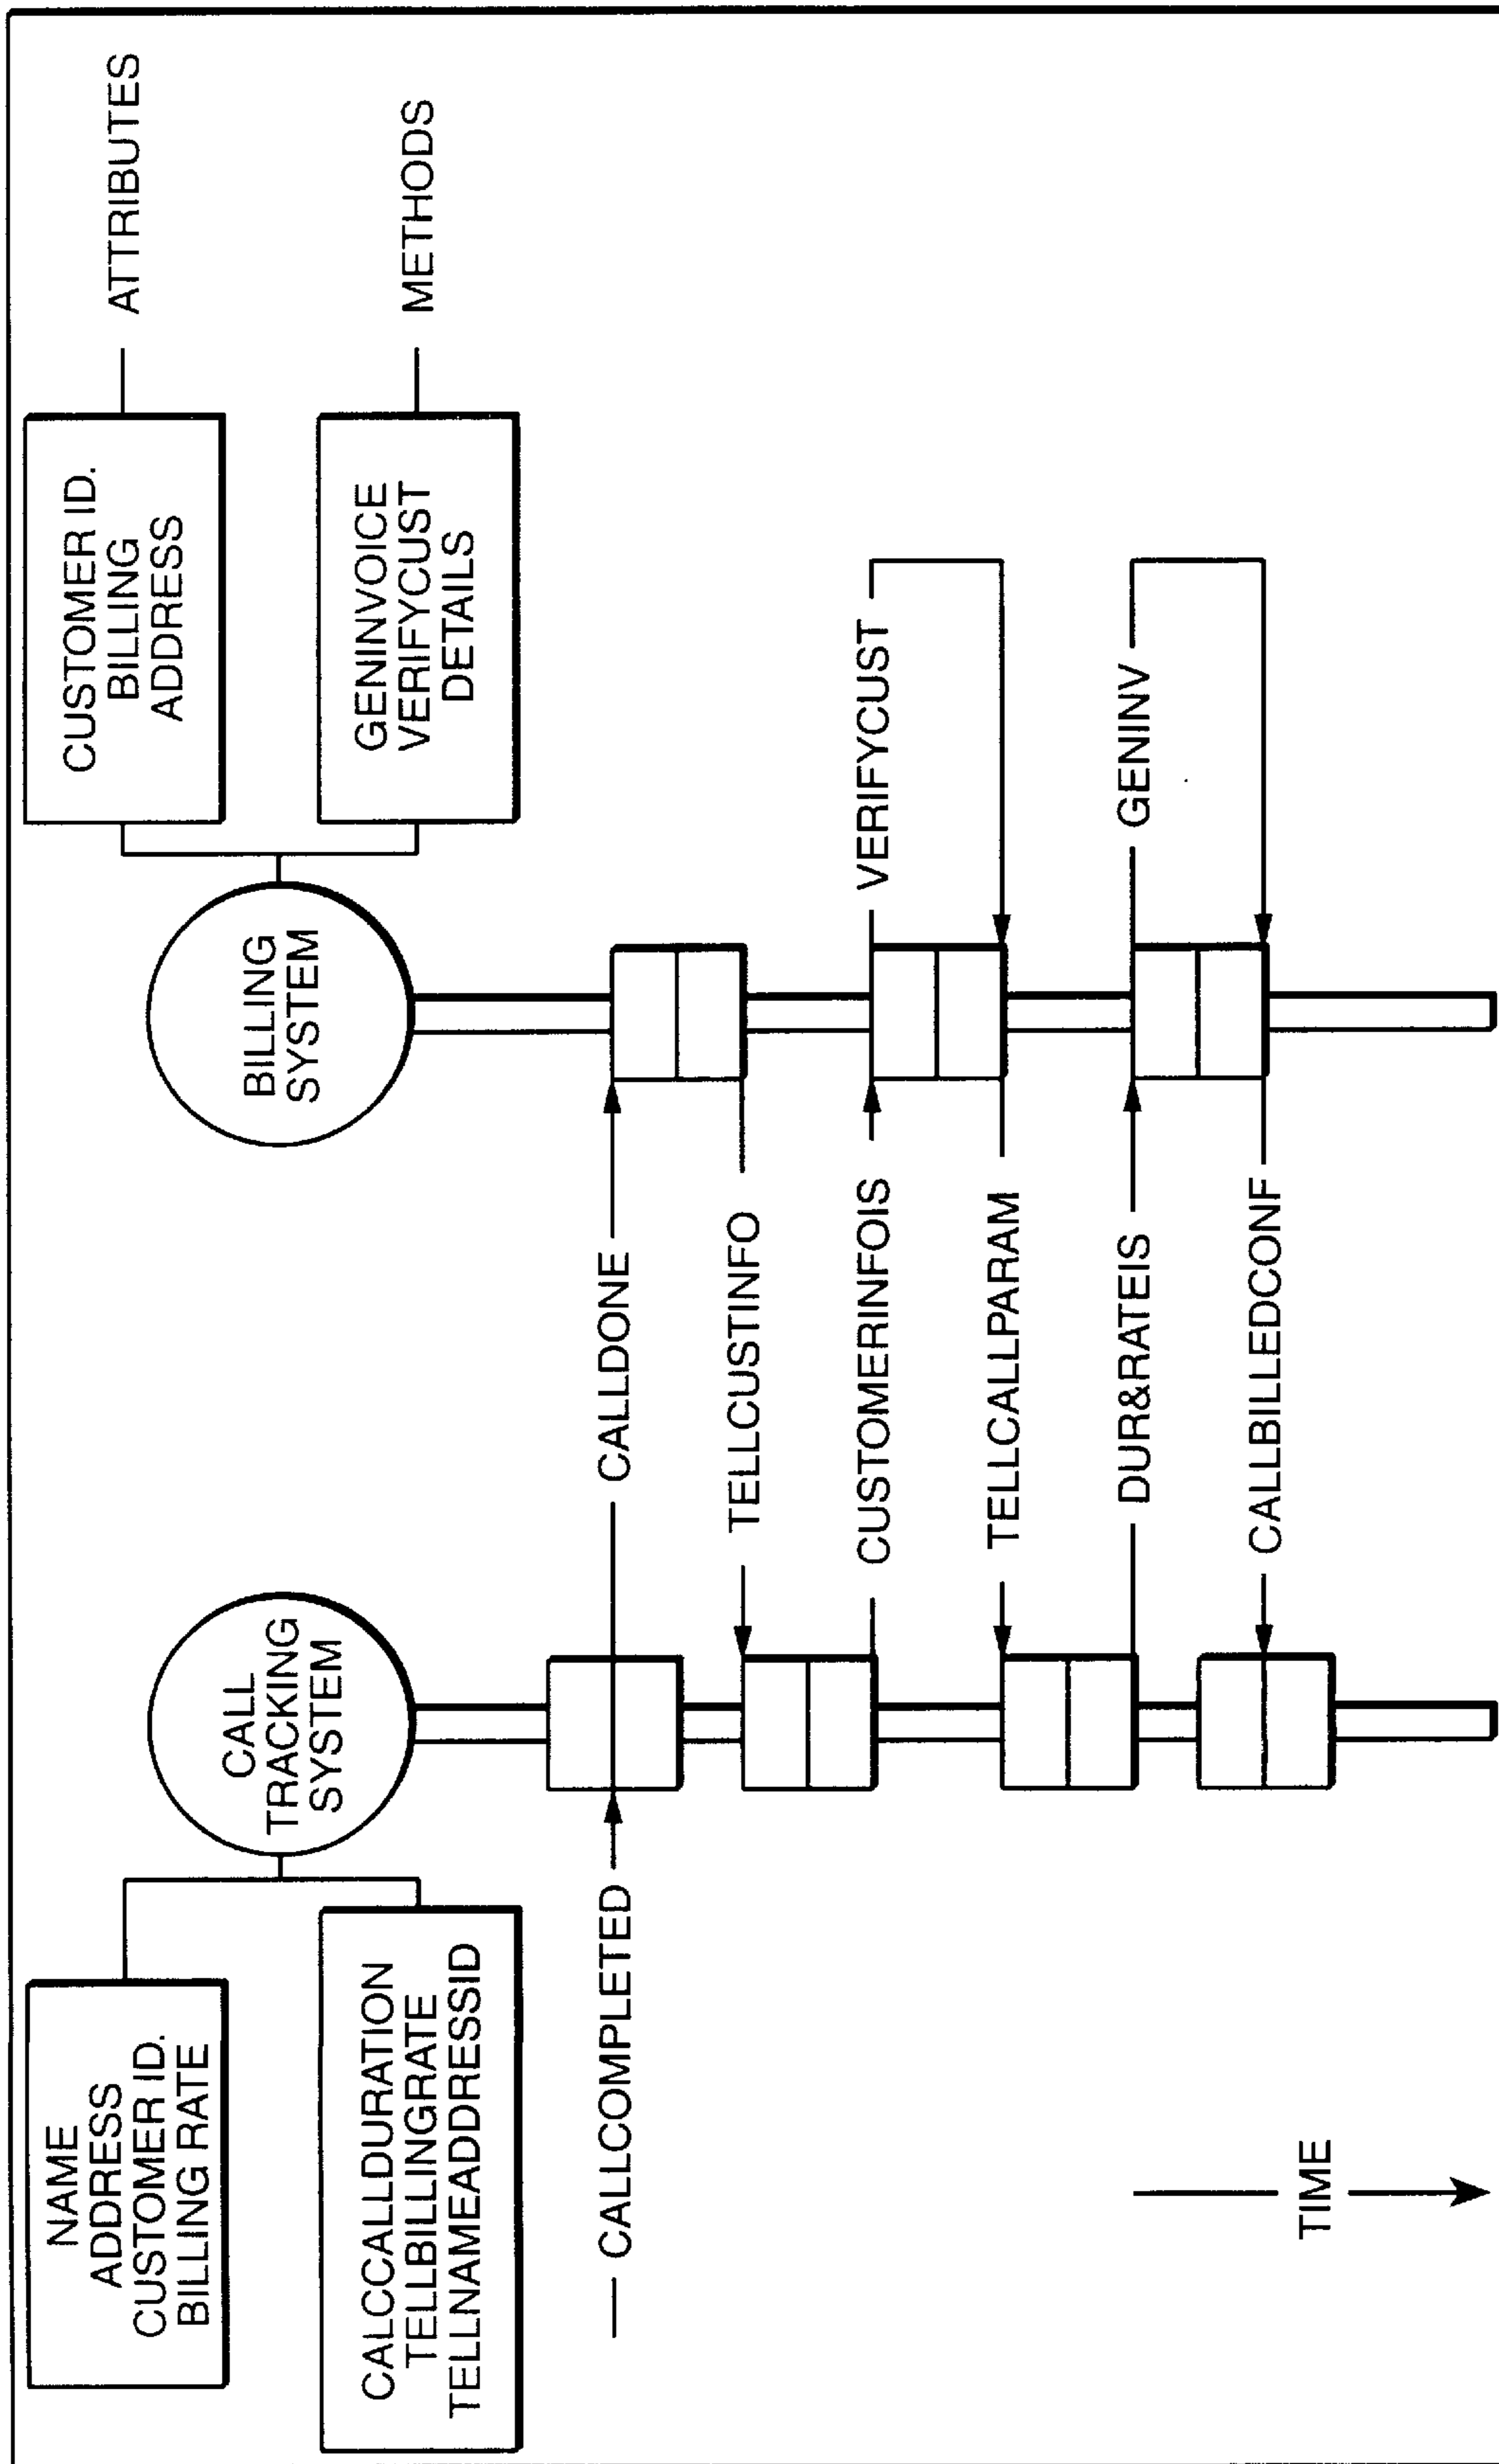 NAME
ADDRESS
CUSTOMER ID.
BILLING RATE
CALCCALLDURATION
TELLBILLINGRATE
TELLNAMEADDRESSID
CALL
TRACKING
SYSTEM
BILLING
SYSTEM
CUSTOMER ID.
BILLING
ADDRESS
ATTRIBUTES
GENINVOICE
VERIFYCUST
DETAILS
METHODS
CALLCOMPLETED
CALLDONE
TELLCUSTINFO
CUSTOMERINFOIS
VERIFYCUST
TELLCALLPARAM
DUR&RATEIS
GENINV
CALLBILLEDCONF
TIME